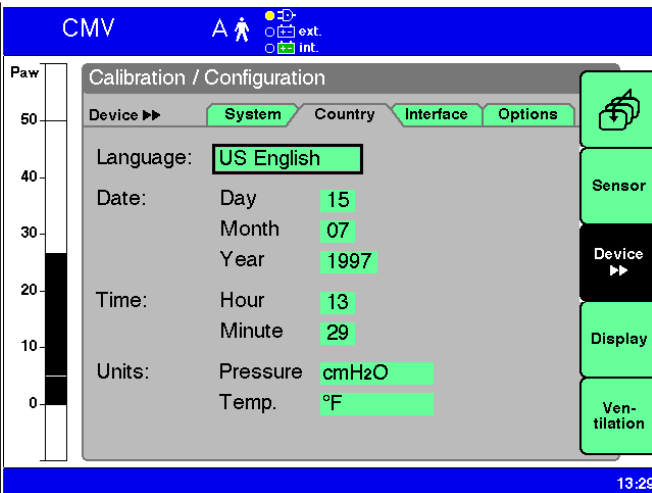 CMV A ext.
int.
Paw
50
40
30
20
10
0
Calibration / Configuration
Device ▶▶ System Country Interface Options
Language: US English
Date: Day 15
Month 07
Year 1997
Time: Hour 13
Minute 29
Units: Pressure cmH2O
Temp. °F
Sensor
Device
▶▶
Display
Ven-
tilation
13:29